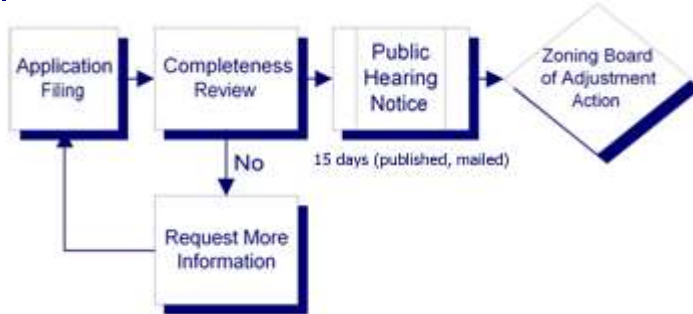 Application
Filing
Completeness
Review
Public
Hearing
Notice
Zoning Board
of Adjustment
Action
No
15 days (published, mailed)
Request More
Information